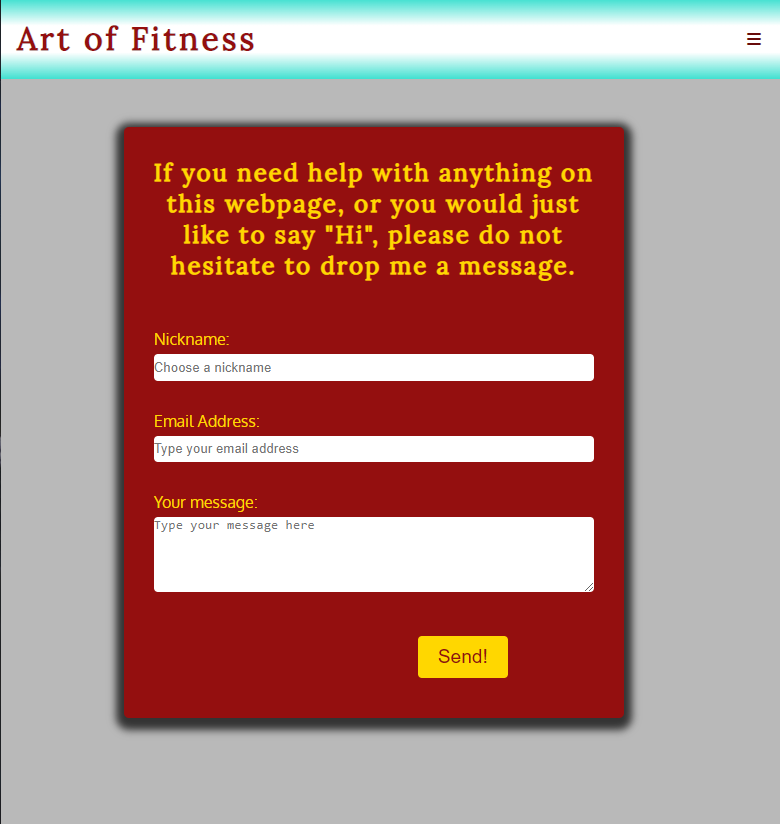 Art of Fitness
If you need help with anything on
this webpage, or you would just
like to say "Hi", please do not
hesitate to drop me a message.
Nickname:
Choose a nickname
Email Address:
Type your email address
Your message:
Type your message here
Send!